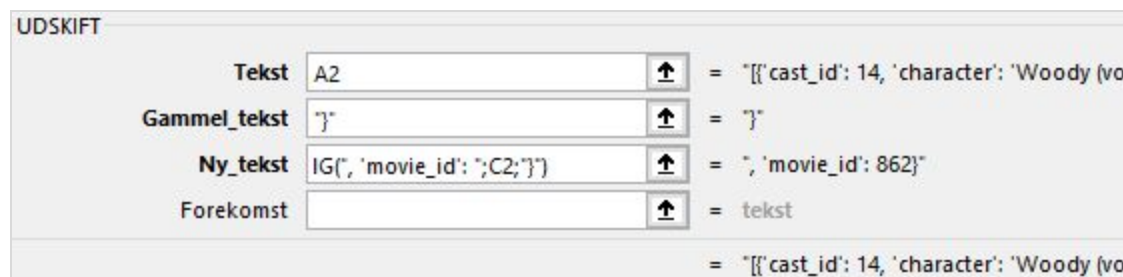 UDSKIFT
Tekst A2 = "[{'cast_id': 14, 'character': 'Woody (vo
Gammel_tekst "}" = "}"
Ny_tekst IG(", 'movie_id': ";C2;"}") = ", 'movie_id': 862}"
Forekomst = tekst
= "[{'cast_id': 14, 'character': 'Woody (vo